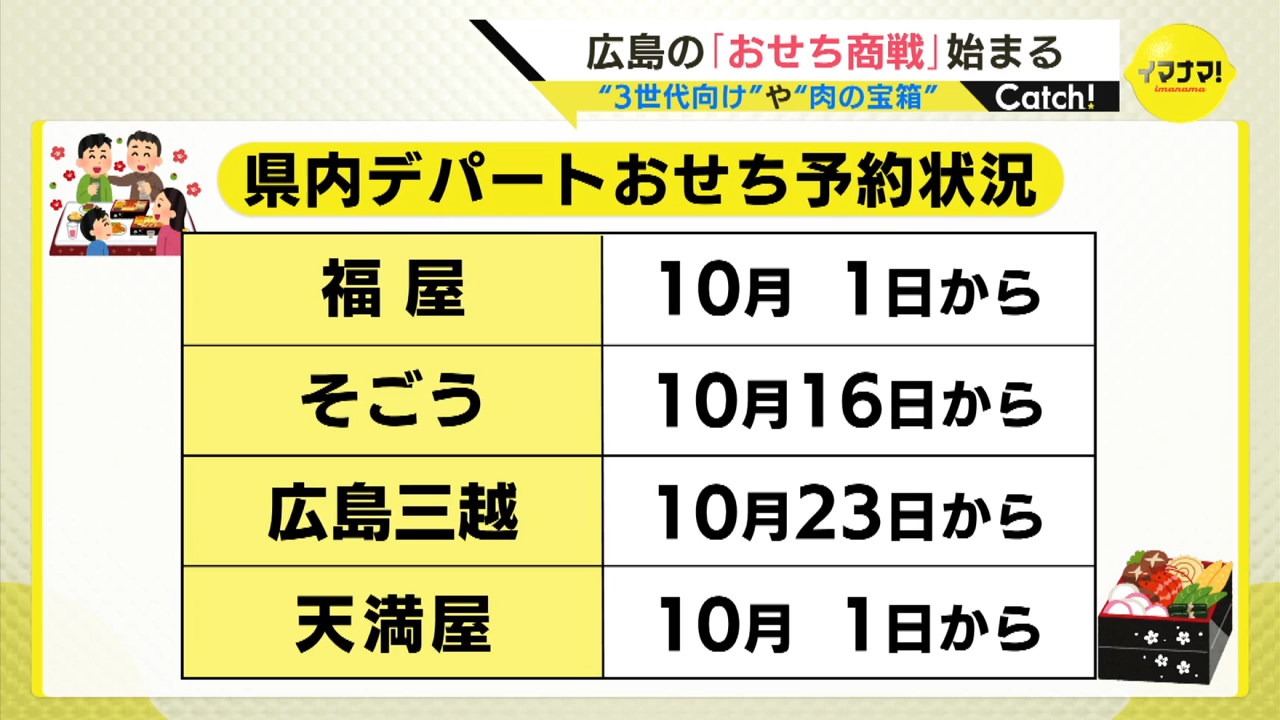 広島の「おせち商戦」始まる
“3世代向け”や“肉の宝箱”
Catch!
イマナマ!
imanama
県内デパートおせち予約状況
福屋 10月 1日から
そごう 10月16日から
広島三越 10月23日から
天満屋 10月 1日から